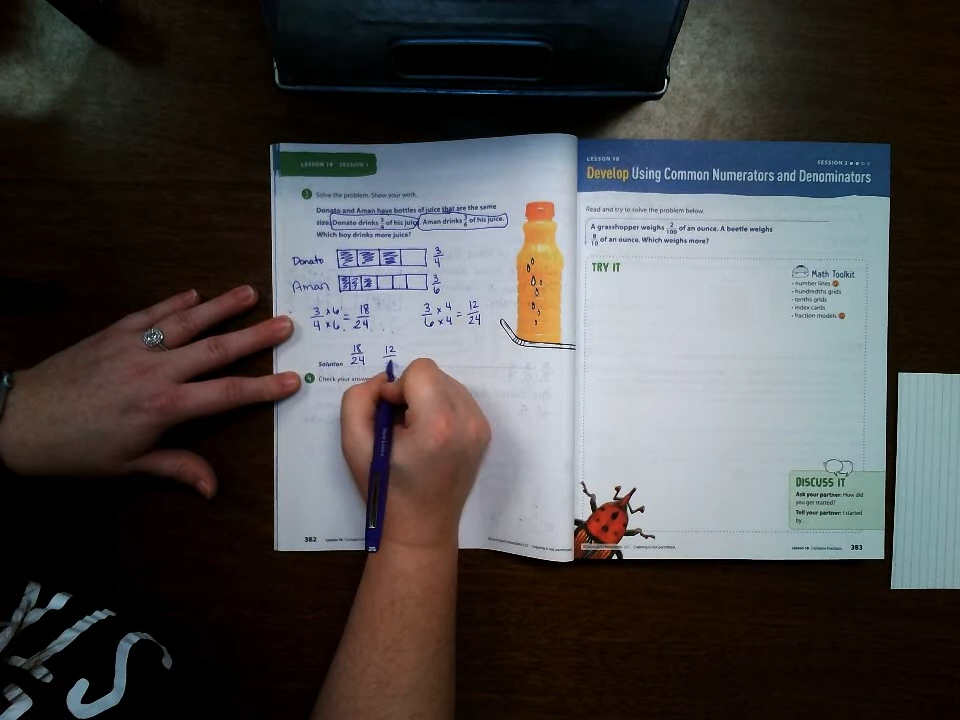 LESSON 18 SESSION 1
3 Solve the problem. Show your work.
Donato and Aman have bottles of juice that are the same
size. Donato drinks 3/4 of his juice. Aman drinks 3/6 of his juice.
Which boy drinks more juice?
Donato 3/4
Aman 3/6
3 x 6 / 4 x 6 = 18/24 3 x 4 / 6 x 4 = 12/24
Solution 18/24 12
4 Check your answer
382
LESSON 18 SESSION 2
Develop Using Common Numerators and Denominators
Read and try to solve the problem below.
A grasshopper weighs /100 of an ounce. A beetle weighs
8/10 of an ounce. Which weighs more?
TRY IT
Math Toolkit
• number lines
• hundredths grids
• tenths grids
• index cards
• fraction models
DISCUSS IT
Ask your partner: How did
you get started?
Tell your partner: I started
by
LESSON 18 Compare Fractions 383